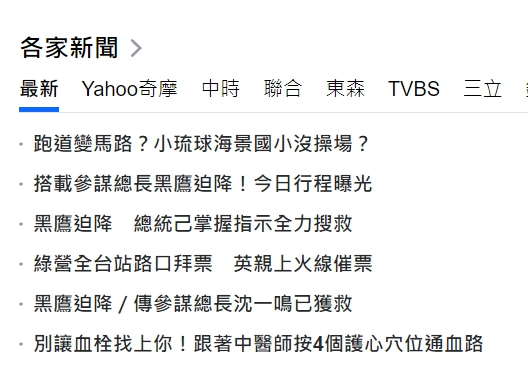 各家新聞
最新 Yahoo奇摩 中時 聯合 東森 TVBS 三立
跑道變馬路？小琉球海景國小沒操場？
搭載參謀總長黑鷹迫降！今日行程曝光
黑鷹迫降　總統己掌握指示全力搜救
綠營全台站路口拜票　英親上火線催票
黑鷹迫降 / 傳參謀總長沈一鳴已獲救
別讓血栓找上你！跟著中醫師按4個護心穴位通血路